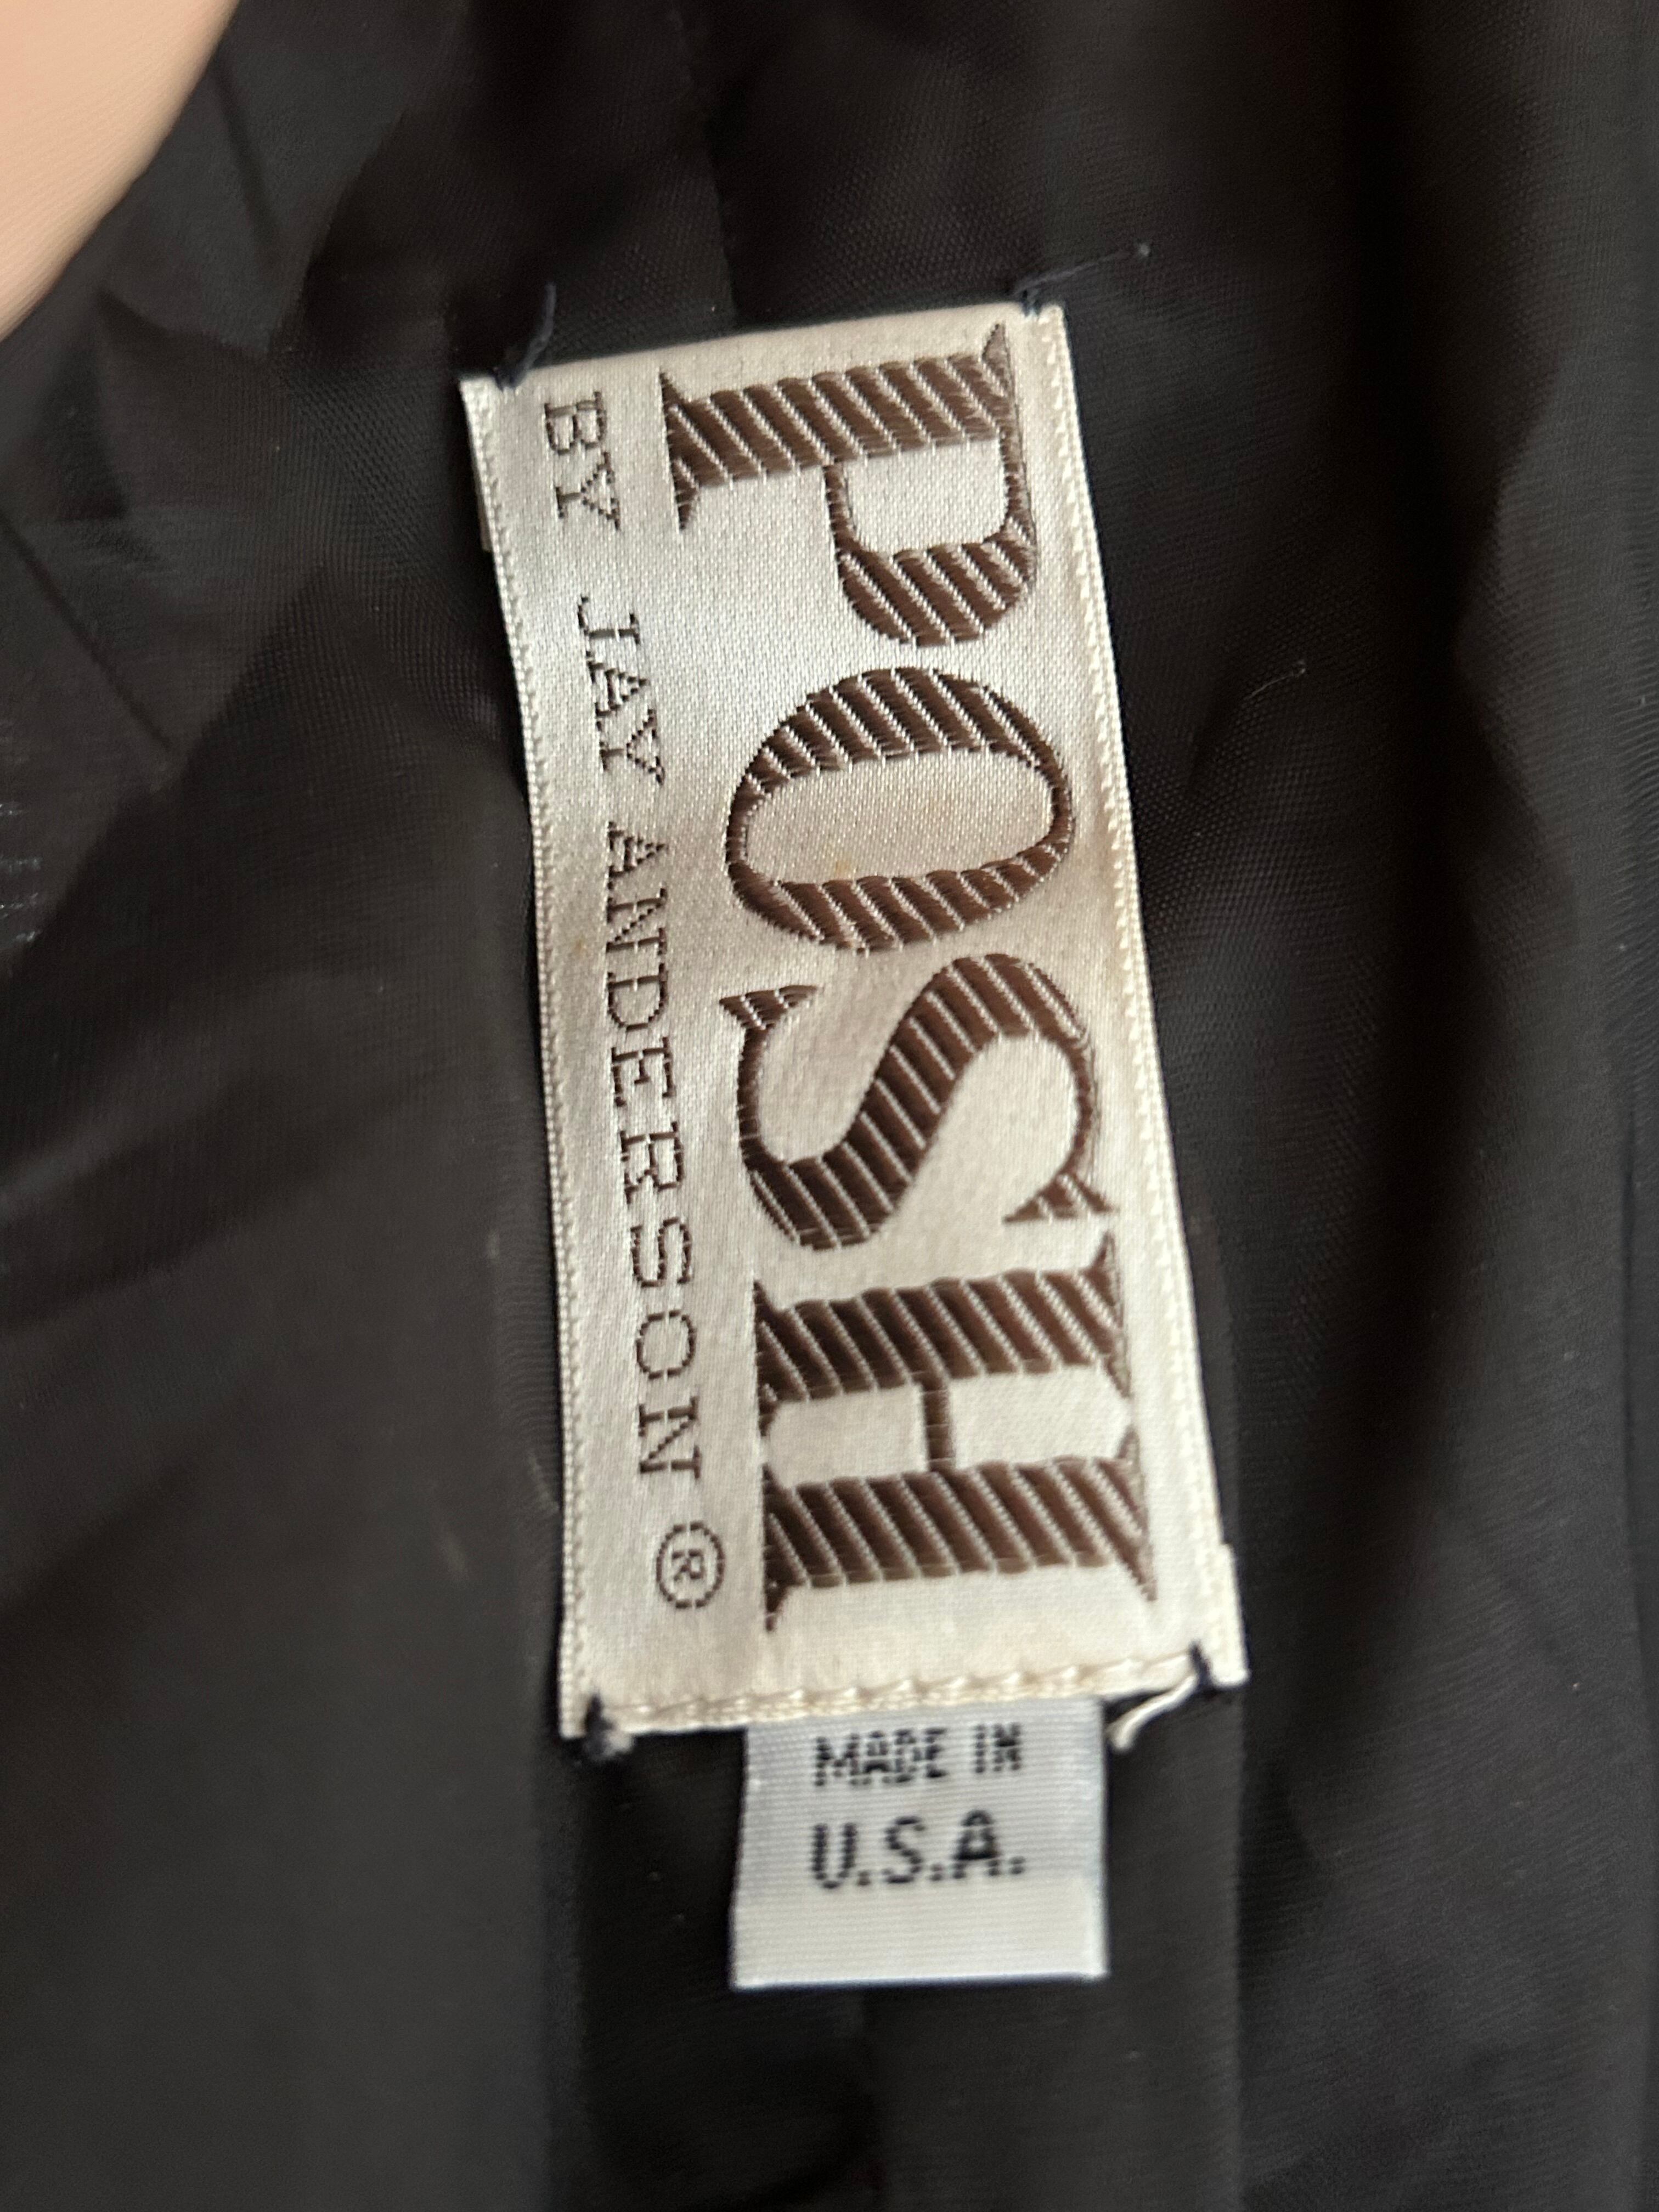 POSH
BY JAY ANDERSON ®
MADE IN
U.S.A.